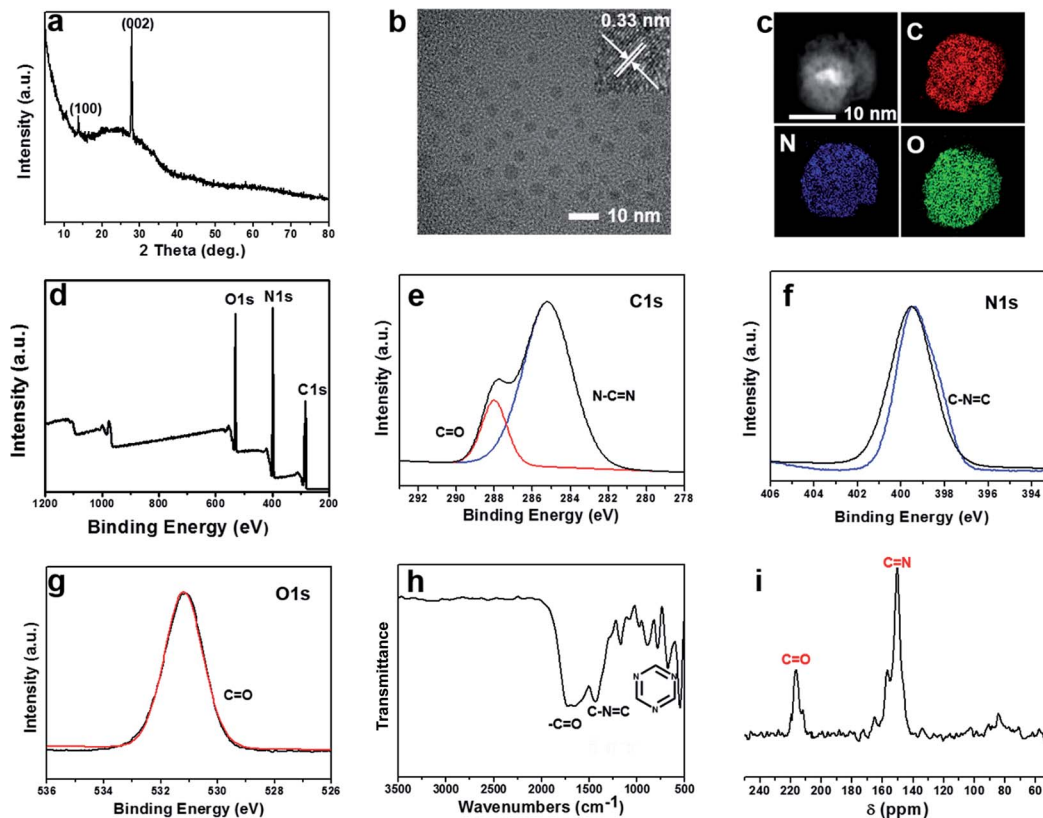 a
(002)
(100)
Intensity (a.u.)
10 20 30 40 50 60 70 80
2 Theta (deg.)
b
0.33 nm
10 nm
c
C
10 nm
N
O
d
O1s
N1s
C1s
Intensity (a.u.)
1200 1000 800 600 400 200
Binding Energy (eV)
e
C1s
N-C=N
C=O
Intensity (a.u.)
292 290 288 286 284 282 280 278
Binding Energy (eV)
f
N1s
C-N=C
Intensity (a.u.)
406 404 402 400 398 396 394
Binding Energy (eV)
g
O1s
C=O
Intensity (a.u.)
536 534 532 530 528 526
Binding Energy (eV)
h
-C=O
C-N=C
N N
N
Transmittance
3500 3000 2500 2000 1500 1000 500
Wavenumbers (cm-1)
i
C=N
C=O
240 220 200 180 160 140 120 100 80 60
δ (ppm)